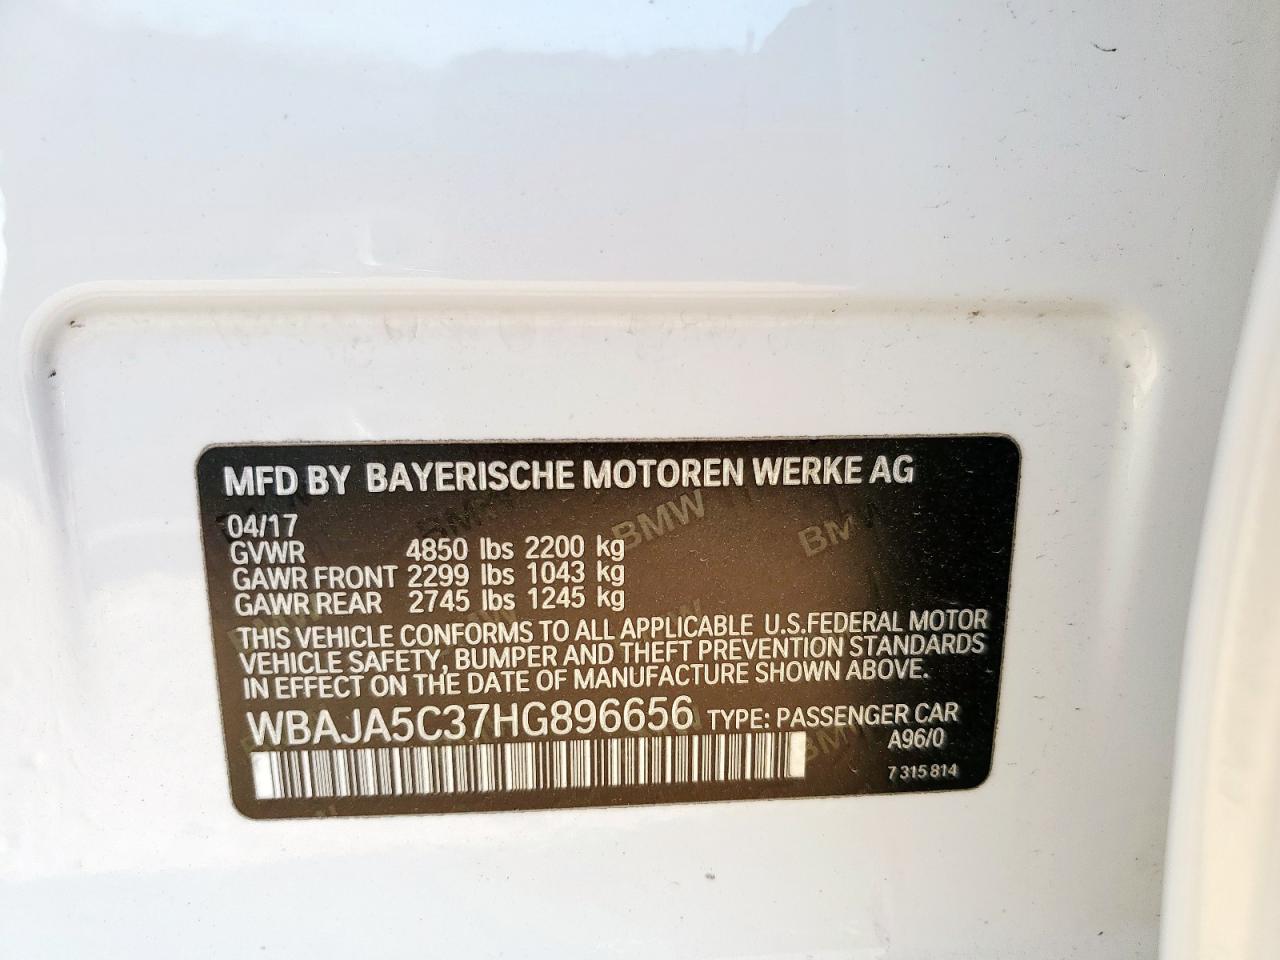 MFD BY BAYERISCHE MOTOREN WERKE AG
04/17
GVWR 4850 lbs 2200 kg
GAWR FRONT 2299 lbs 1043 kg
GAWR REAR 2745 lbs 1245 kg
THIS VEHICLE CONFORMS TO ALL APPLICABLE U.S.FEDERAL MOTOR
VEHICLE SAFETY, BUMPER AND THEFT PREVENTION STANDARDS
IN EFFECT ON THE DATE OF MANUFACTURE SHOWN ABOVE.
WBAJA5C37HG896656 TYPE: PASSENGER CAR
A96/0
7 315 814